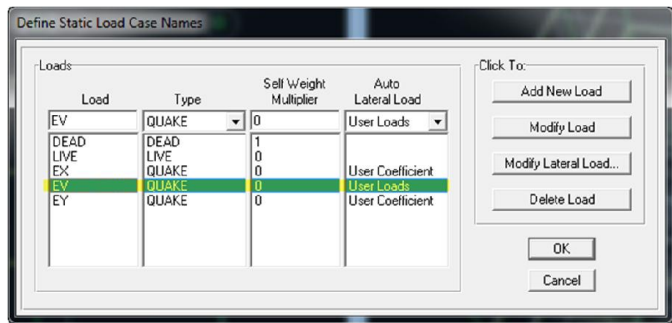 Define Static Load Case Names
Loads
Load Type Self Weight Multiplier Auto Lateral Load
EV QUAKE 0 User Loads
DEAD DEAD 1
LIVE LIVE 0
EX QUAKE 0 User Coefficient
EV QUAKE 0 User Loads
EY QUAKE 0 User Coefficient
Click To:
Add New Load
Modify Load
Modify Lateral Load...
Delete Load
OK
Cancel